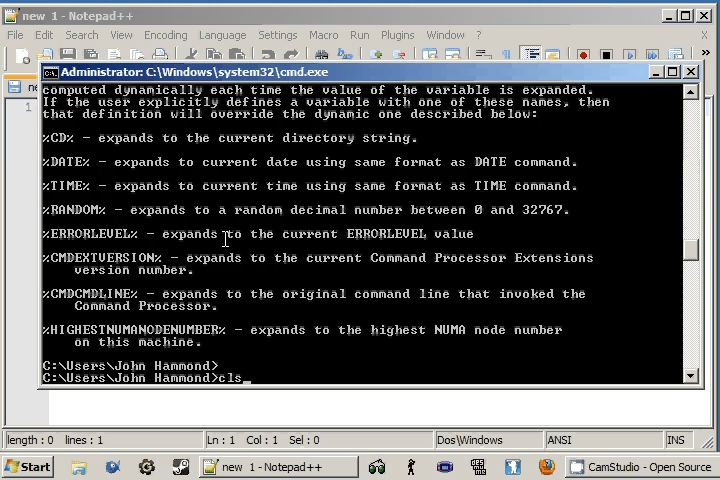 new 1 - Notepad++
File Edit Search View Encoding Language Settings Macro Run Plugins Window ? X
Administrator: C:\Windows\system32\cmd.exe
computed dynamically each time the value of the variable is expanded.
If the user explicitly defines a variable with one of these names, then
that definition will override the dynamic one described below:
%CD% - expands to the current directory string.
%DATE% - expands to current date using same format as DATE command.
%TIME% - expands to current time using same format as TIME command.
%RANDOM% - expands to a random decimal number between 0 and 32767.
%ERRORLEVEL% - expands to the current ERRORLEVEL value
%CMDEXTVERSION% - expands to the current Command Processor Extensions
version number.
%CMDCMDLINE% - expands to the original command line that invoked the
Command Processor.
%HIGHESTNUMANODENUMBER% - expands to the highest NUMA node number
on this machine.
C:\Users\John Hammond>
C:\Users\John Hammond>cls_
1
length : 0 lines : 1 Ln : 1 Col : 1 Sel : 0 Dos\Windows ANSI INS
Start new 1 - Notepad++ CamStudio - Open Source